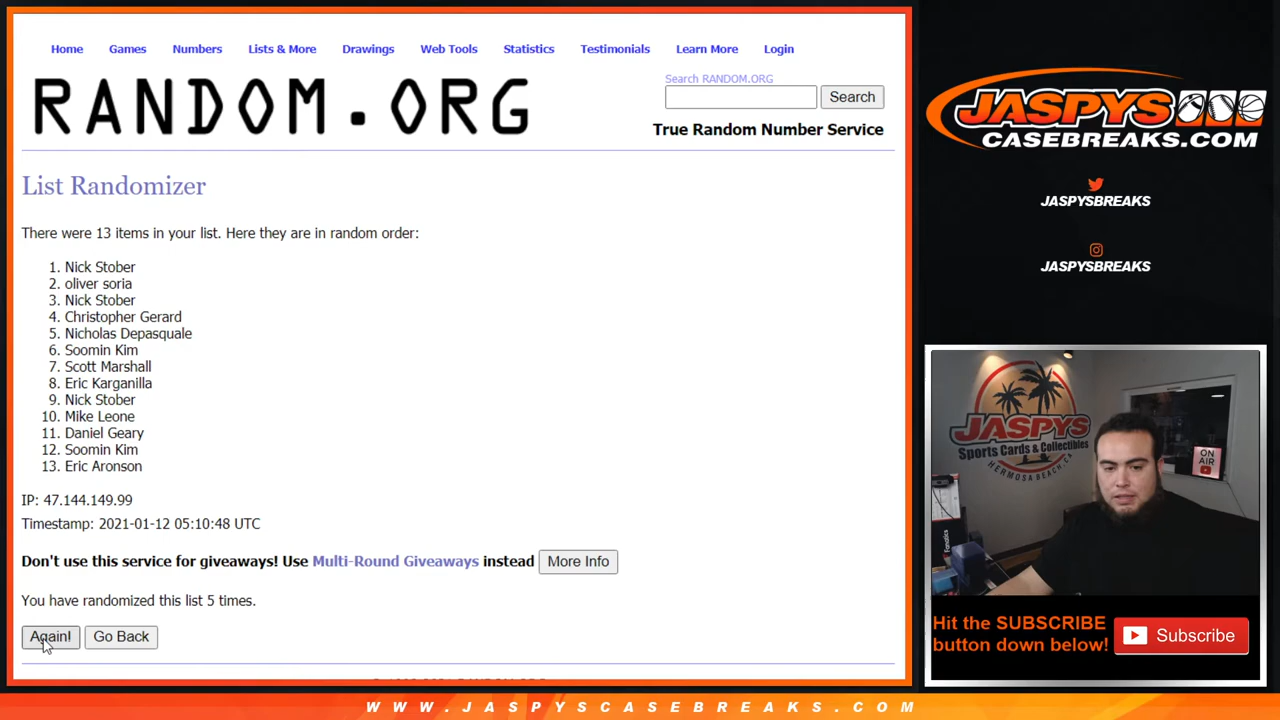 Home Games Numbers Lists & More Drawings Web Tools Statistics Testimonials Learn More Login
RANDOM.ORG
Search RANDOM.ORG
Search
True Random Number Service
List Randomizer
There were 13 items in your list. Here they are in random order:
1. Nick Stober
2. oliver soria
3. Nick Stober
4. Christopher Gerard
5. Nicholas Depasquale
6. Soomin Kim
7. Scott Marshall
8. Eric Karganilla
9. Nick Stober
10. Mike Leone
11. Daniel Geary
12. Soomin Kim
13. Eric Aronson
IP: 47.144.149.99
Timestamp: 2021-01-12 05:10:48 UTC
Don't use this service for giveaways! Use Multi-Round Giveaways instead More Info
You have randomized this list 5 times.
Again! Go Back
JASPYS
CASEBREAKS.COM
JASPYSBREAKS
JASPYSBREAKS
JASPYS
Sports Cards & Collectibles
HERMOSA BEACH, CA
ON
AIR
Fanatics
Hit the SUBSCRIBE
button down below!
Subscribe
WWW.JASPYSCASEBREAKS.COM